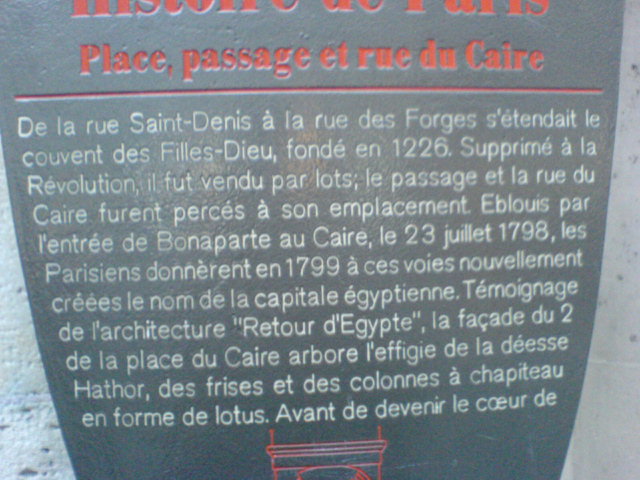 histoire de Paris
Place, passage et rue du Caire
De la rue Saint-Denis à la rue des Forges s'étendait le
couvent des Filles-Dieu, fondé en 1226. Supprimé à la
Révolution, il fut vendu par lots; le passage et la rue du
Caire furent percés à son emplacement. Eblouis par
l'entrée de Bonaparte au Caire, le 23 juillet 1798, les
Parisiens donnèrent en 1799 à ces voies nouvellement
créées le nom de la capitale égyptienne. Témoignage
de l'architecture "Retour d'Egypte", la façade du 2
de la place du Caire arbore l'effigie de la déesse
Hathor, des frises et des colonnes à chapiteau
en forme de lotus. Avant de devenir le cœur de